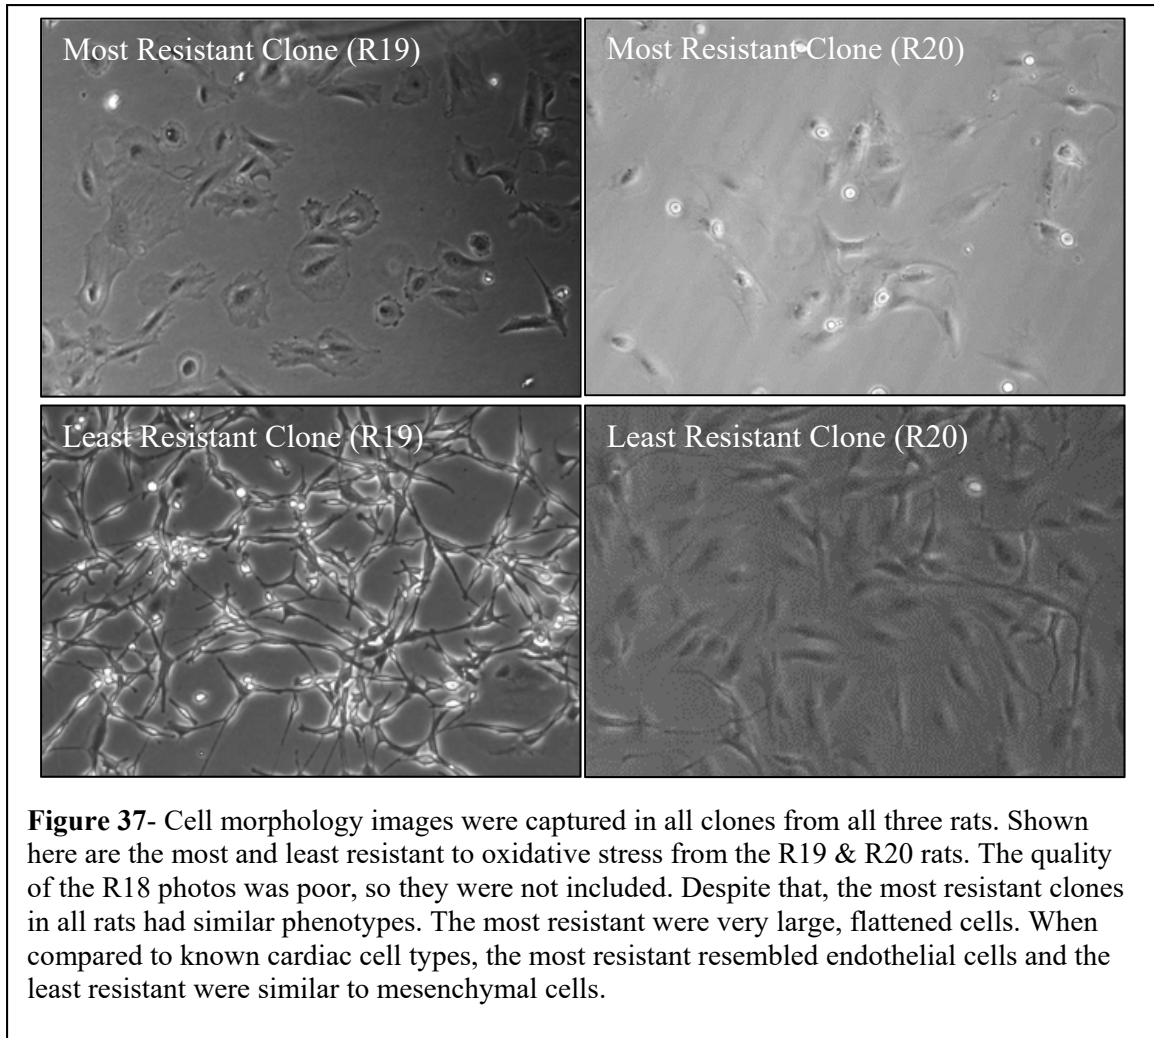 Most Resistant Clone (R19)
Most Resistant Clone (R20)
Least Resistant Clone (R19)
Least Resistant Clone (R20)
Figure 37- Cell morphology images were captured in all clones from all three rats. Shown
here are the most and least resistant to oxidative stress from the R19 & R20 rats. The quality
of the R18 photos was poor, so they were not included. Despite that, the most resistant clones
in all rats had similar phenotypes. The most resistant were very large, flattened cells. When
compared to known cardiac cell types, the most resistant resembled endothelial cells and the
least resistant were similar to mesenchymal cells.